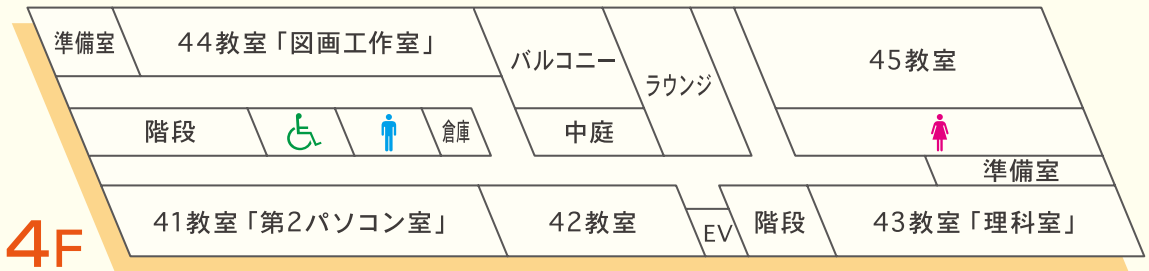 準備室
44教室「図画工作室」
バルコニー
ラウンジ
45教室
階段
倉庫
中庭
準備室
41教室「第2パソコン室」
42教室
EV
階段
43教室「理科室」
4F